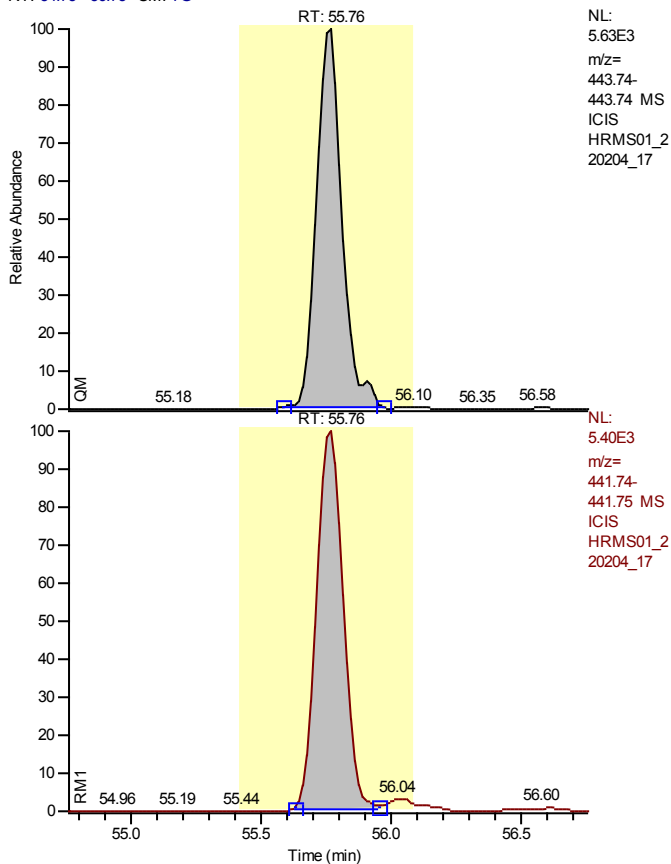 RT: 55.76
NL:
5.63E3
m/z=
443.74-
443.74 MS
ICIS
HRMS01_2
20204_17
100
90
80
70
60
50
40
30
20
10
0
Relative Abundance
QM
55.18
56.10
56.35
56.58
RT: 55.76
NL:
5.40E3
m/z=
441.74-
441.75 MS
ICIS
HRMS01_2
20204_17
100
90
80
70
60
50
40
30
20
10
0
RM1
54.96
55.19
55.44
56.04
56.60
55.0
55.5
56.0
56.5
Time (min)